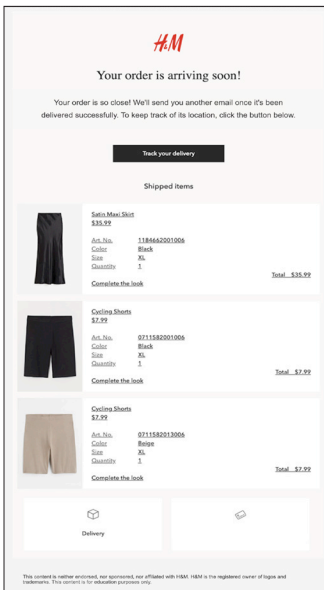 H&M
Your order is arriving soon!
Your order is so close! We'll send you another email once it's been
delivered successfully. To keep track of its location, click the button below.
Track your delivery
Shipped items
Satin Maxi Skirt
$35.99
Art. No. 1184662001006
Color Black
Size XL
Quantity 1
Total $35.99
Complete the look
Cycling Shorts
$7.99
Art. No. 0711582001006
Color Black
Size XL
Quantity 1
Total $7.99
Complete the look
Cycling Shorts
$7.99
Art. No. 0711582013006
Color Beige
Size XL
Quantity 1
Total $7.99
Complete the look
Delivery
This content is neither endorsed, nor sponsored, nor affiliated with H&M. H&M is the registered owner of logos and
trademarks. This content is for education purposes only.